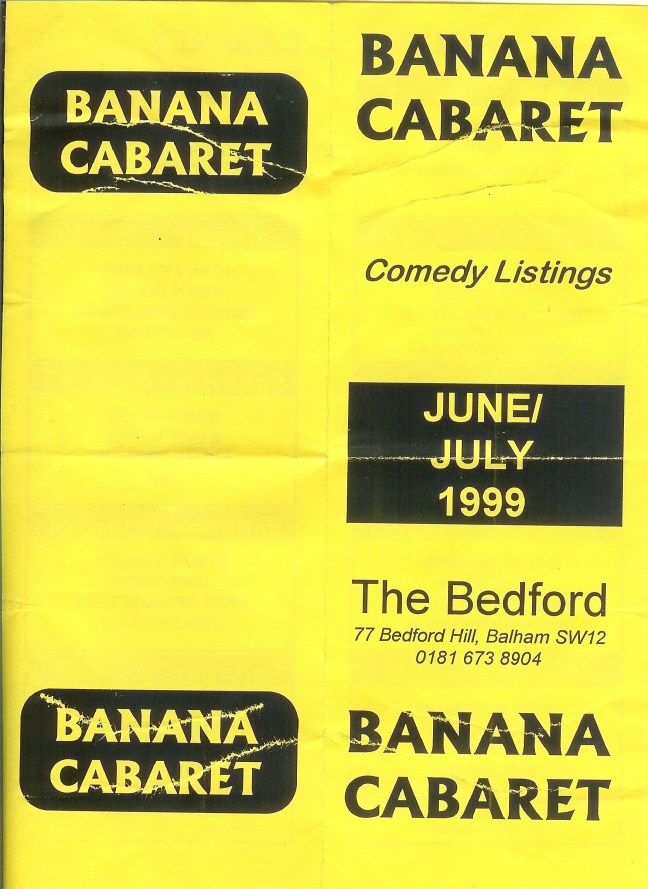 BANANA
CABARET
BANANA
CABARET
BANANA
CABARET
Comedy Listings
JUNE/
JULY
1999
The Bedford
77 Bedford Hill, Balham SW12
0181 673 8904
BANANA
CABARET